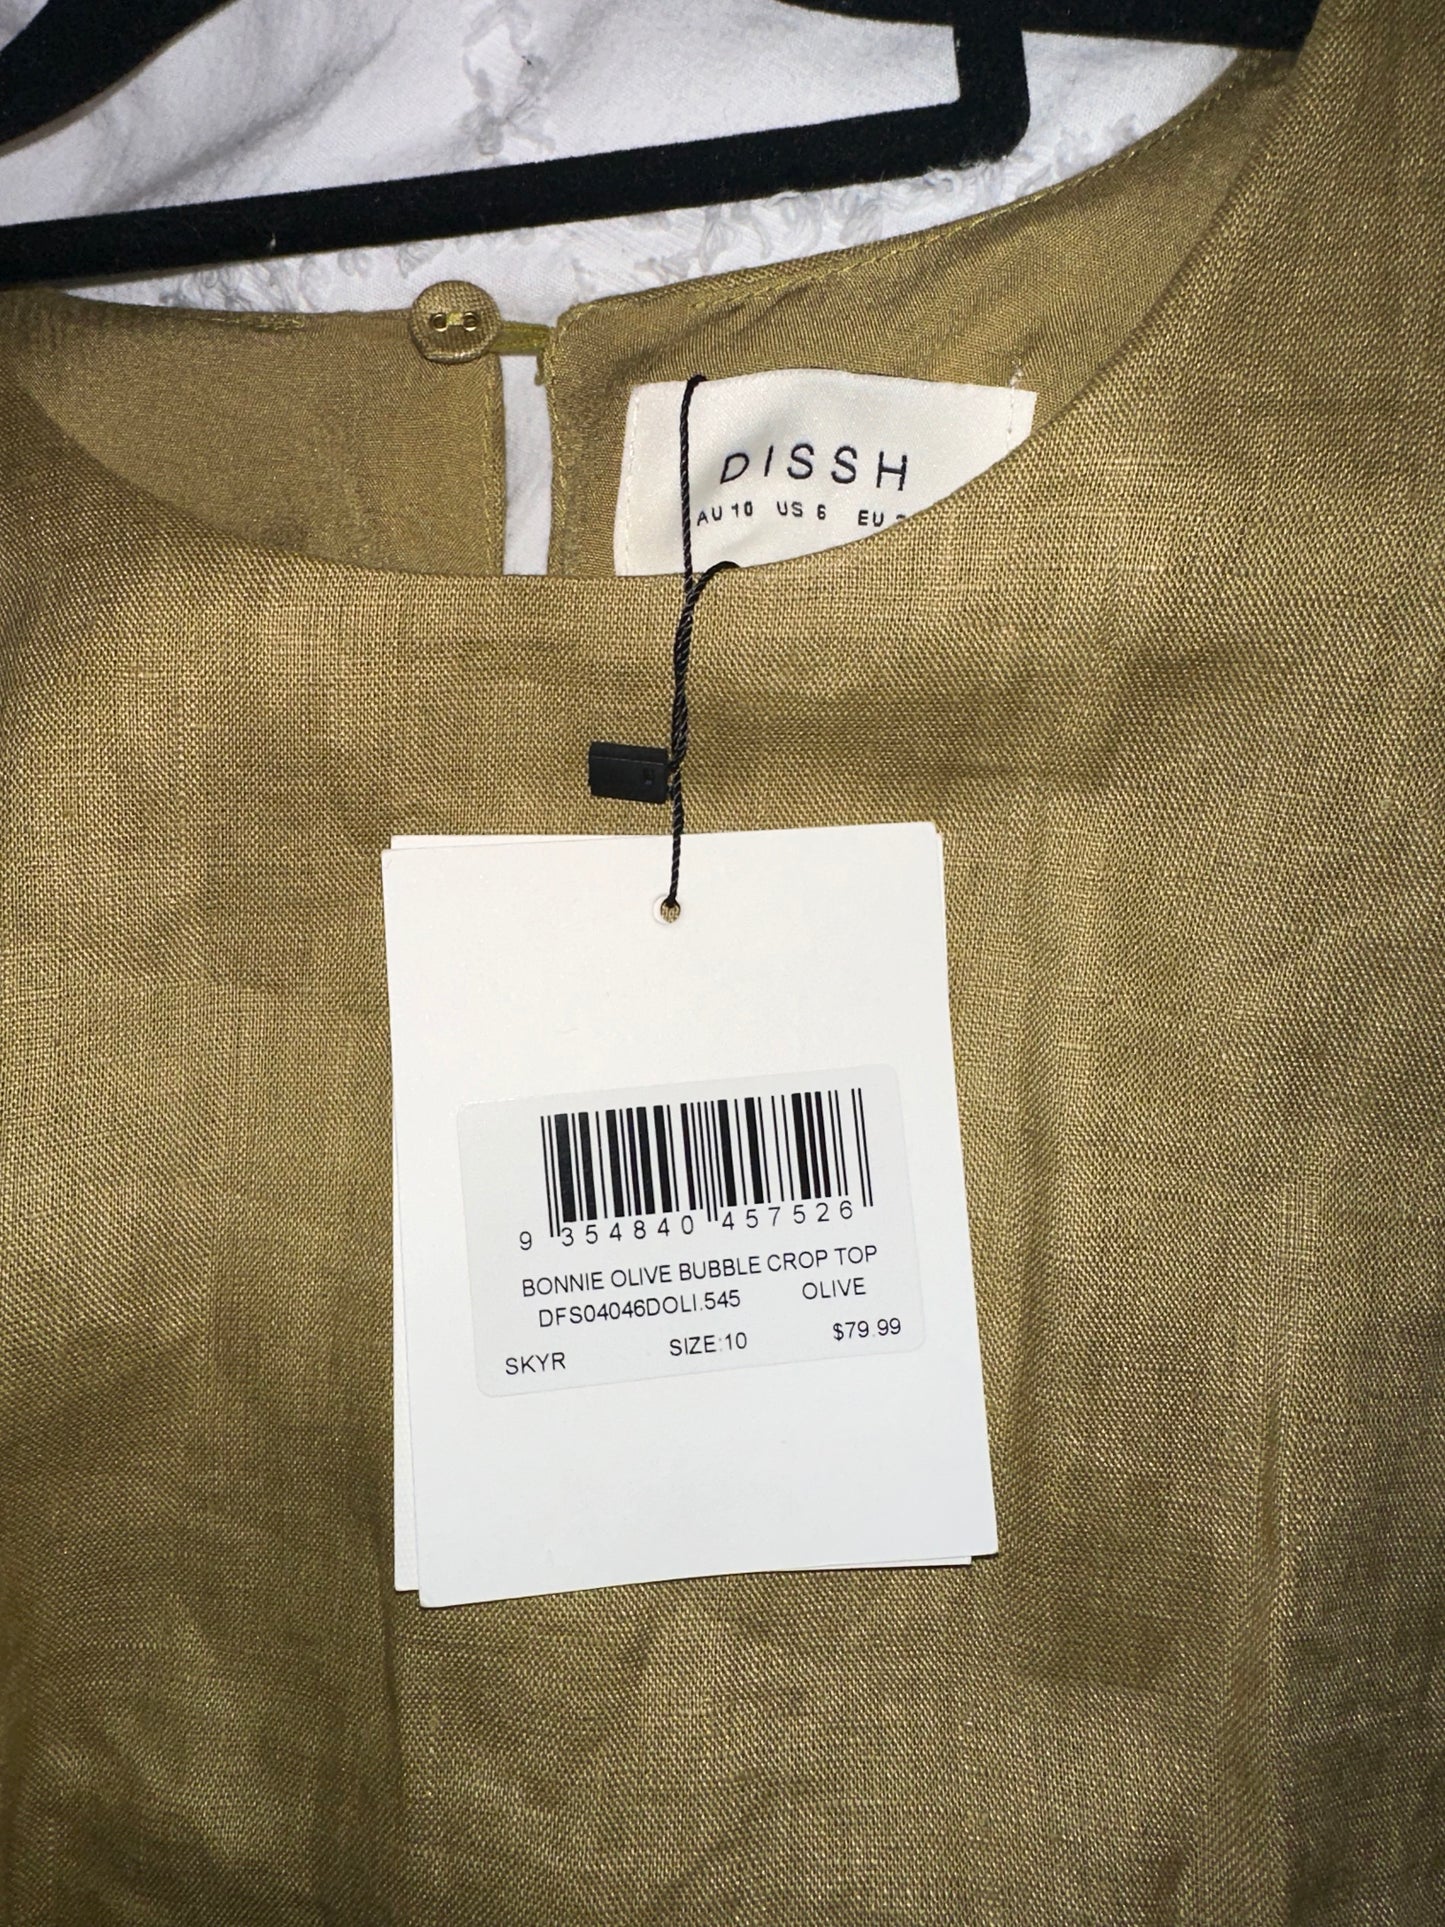 DISSH
AU 10 US 6 EU
9 354840 457526
BONNIE OLIVE BUBBLE CROP TOP
DFS04046DOLI.545 OLIVE
SKYR SIZE:10 $79.99